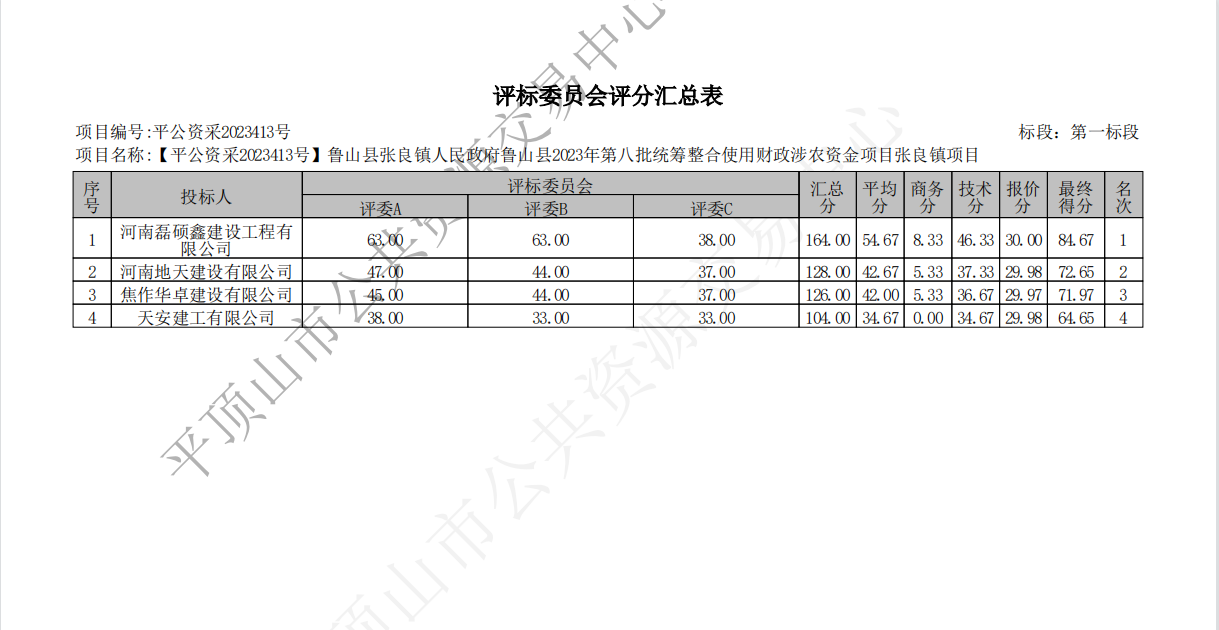 评标委员会评分汇总表
项目编号:平公资采2023413号 标段：第一标段
项目名称:【平公资采2023413号】鲁山县张良镇人民政府鲁山县2023年第八批统筹整合使用财政涉农资金项目张良镇项目
序号 投标人 评标委员会 汇总分 平均分 商务分 技术分 报价分 最终得分 名次
评委A 评委B 评委C
1 河南磊硕鑫建设工程有限公司 63.00 63.00 38.00 164.00 54.67 8.33 46.33 30.00 84.67 1
2 河南地天建设有限公司 47.00 44.00 37.00 128.00 42.67 5.33 37.33 29.98 72.65 2
3 焦作华卓建设有限公司 45.00 44.00 37.00 126.00 42.00 5.33 36.67 29.97 71.97 3
4 天安建工有限公司 38.00 33.00 33.00 104.00 34.67 0.00 34.67 29.98 64.65 4
平顶山市公共资源交易中心
平顶山市公共资源交易中心